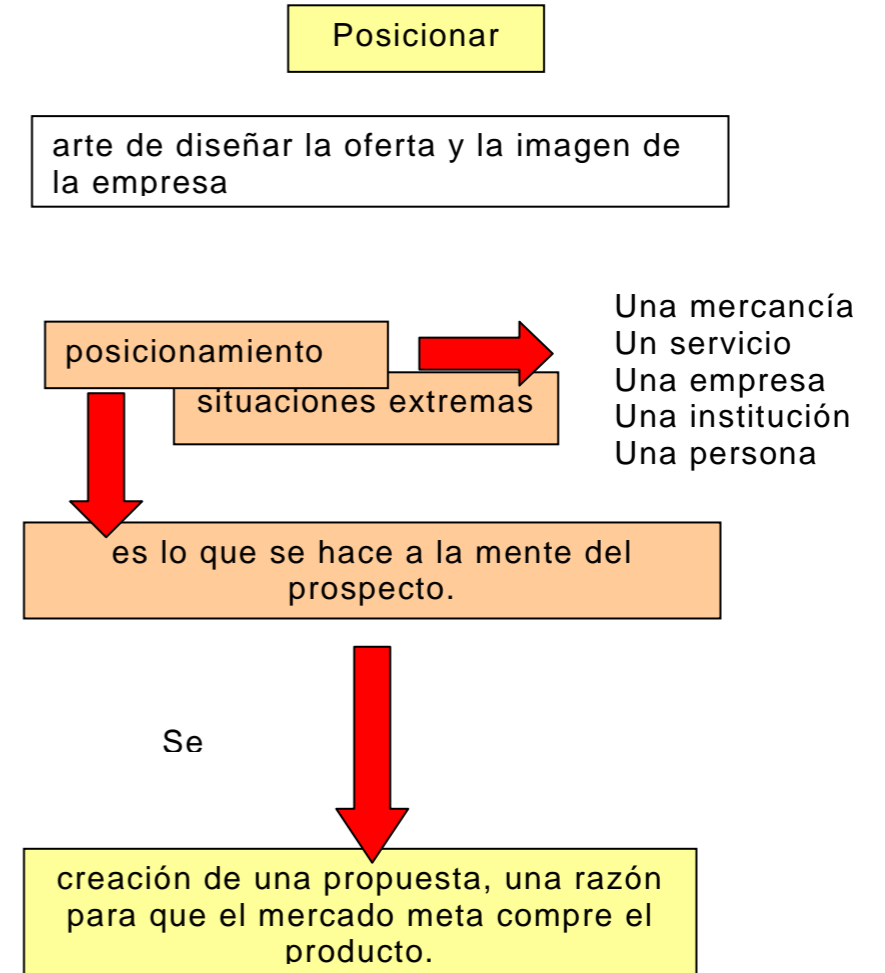 Posicionar
arte de diseñar la oferta y la imagen de
la empresa
posicionamiento
situaciones extremas
Una mercancía
Un servicio
Una empresa
Una institución
Una persona
es lo que se hace a la mente del
prospecto.
Se
creación de una propuesta, una razón
para que el mercado meta compre el
producto.